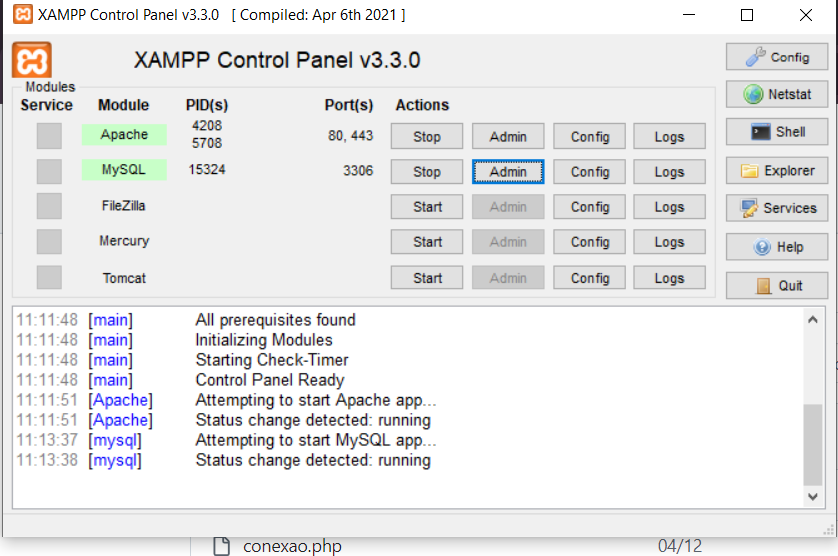 XAMPP Control Panel v3.3.0 [ Compiled: Apr 6th 2021 ]
XAMPP Control Panel v3.3.0
Config
Modules
Service Module PID(s) Port(s) Actions
Netstat
Apache 4208 5708 80, 443 Stop Admin Config Logs
Shell
MySQL 15324 3306 Stop Admin Config Logs
Explorer
FileZilla Start Admin Config Logs
Services
Mercury Start Admin Config Logs
Help
Tomcat Start Admin Config Logs
Quit
11:11:48 [main] All prerequisites found
11:11:48 [main] Initializing Modules
11:11:48 [main] Starting Check-Timer
11:11:48 [main] Control Panel Ready
11:11:51 [Apache] Attempting to start Apache app...
11:11:51 [Apache] Status change detected: running
11:13:37 [mysql] Attempting to start MySQL app...
11:13:38 [mysql] Status change detected: running
conexao.php 04/12